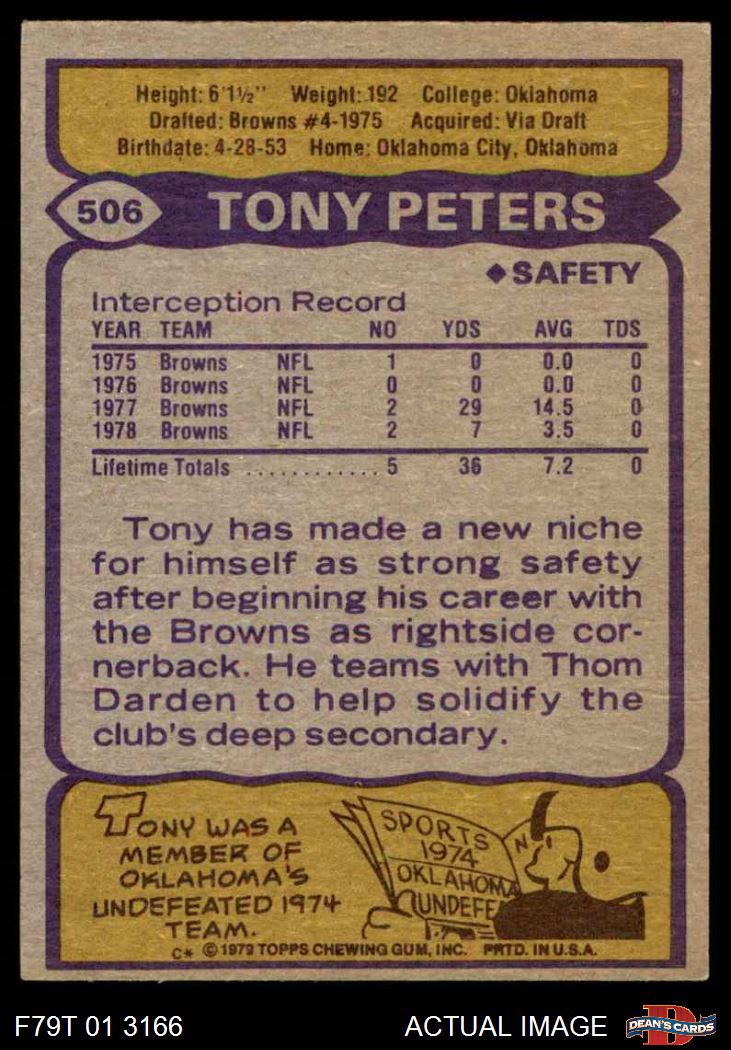 Height: 6'1½" Weight: 192 College: Oklahoma
Drafted: Browns #4-1975 Acquired: Via Draft
Birthdate: 4-28-53 Home: Oklahoma City, Oklahoma
506 TONY PETERS
◆SAFETY
Interception Record
YEAR TEAM NO YDS AVG TDS
1975 Browns NFL 1 0 0.0 0
1976 Browns NFL 0 0 0.0 0
1977 Browns NFL 2 29 14.5 0
1978 Browns NFL 2 7 3.5 0
Lifetime Totals ............ 5 36 7.2 0
Tony has made a new niche
for himself as strong safety
after beginning his career with
the Browns as rightside cor-
nerback. He teams with Thom
Darden to help solidify the
club's deep secondary.
TONY WAS A
MEMBER OF
OKLAHOMA'S
UNDEFEATED 1974
TEAM.
SPORTS
1974
OKLAHOMA
UNDEFE
N
C* © 1979 TOPPS CHEWING GUM, INC. PRTD. IN U.S.A.
F79T 01 3166 ACTUAL IMAGE D DEAN'S CARDS